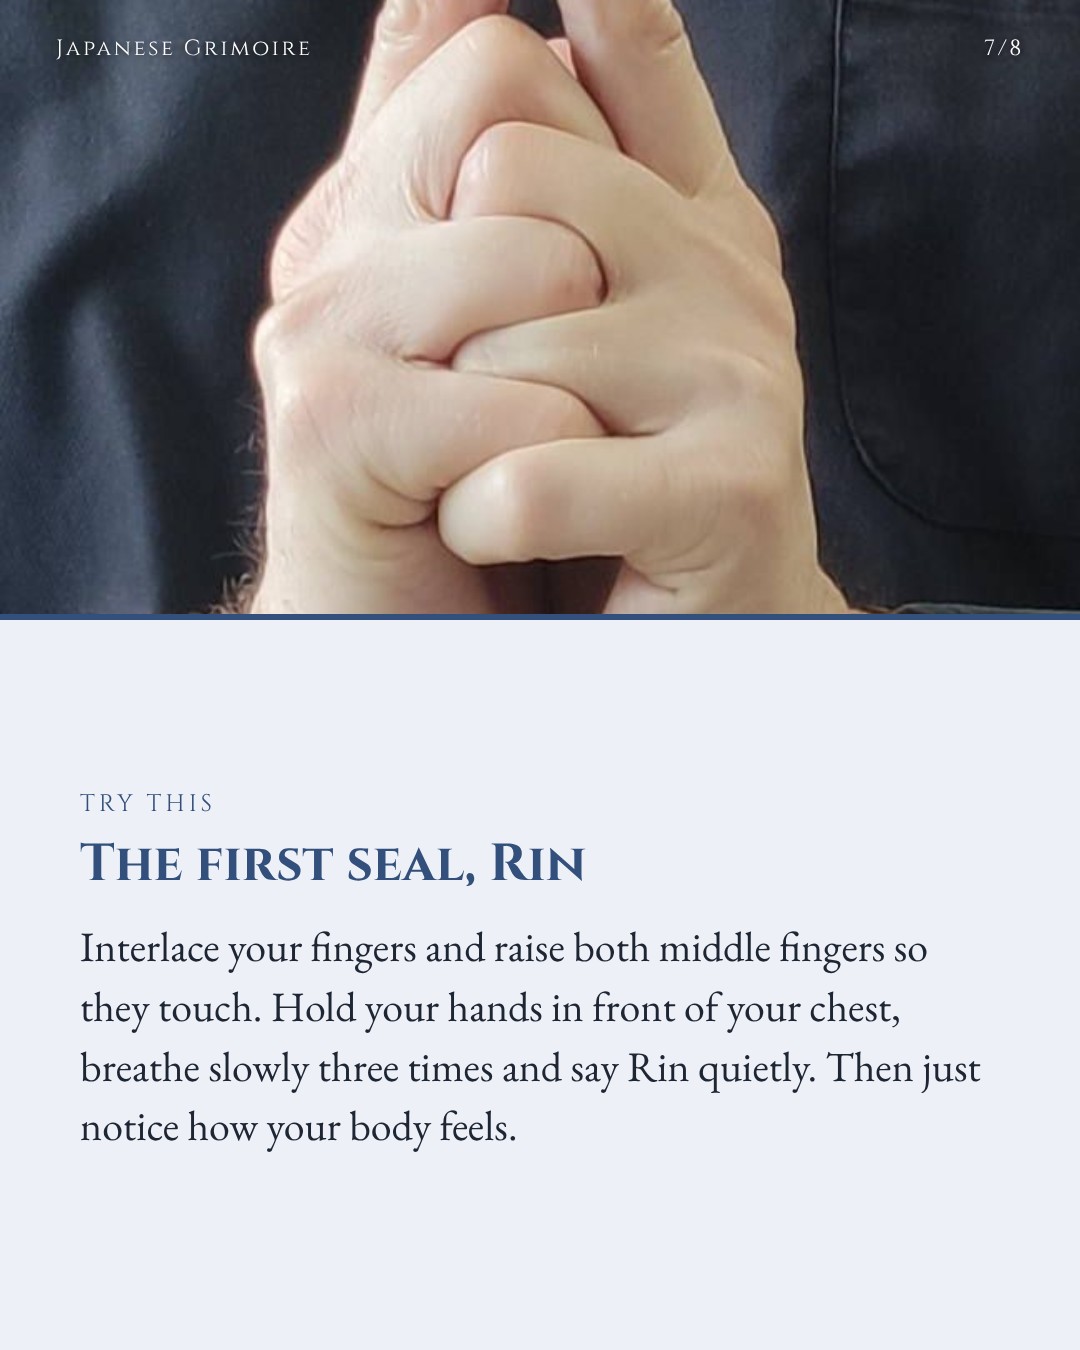 Japanese Grimoire
7/8
TRY THIS
The first seal, Rin
Interlace your fingers and raise both middle fingers so
they touch. Hold your hands in front of your chest,
breathe slowly three times and say Rin quietly. Then just
notice how your body feels.